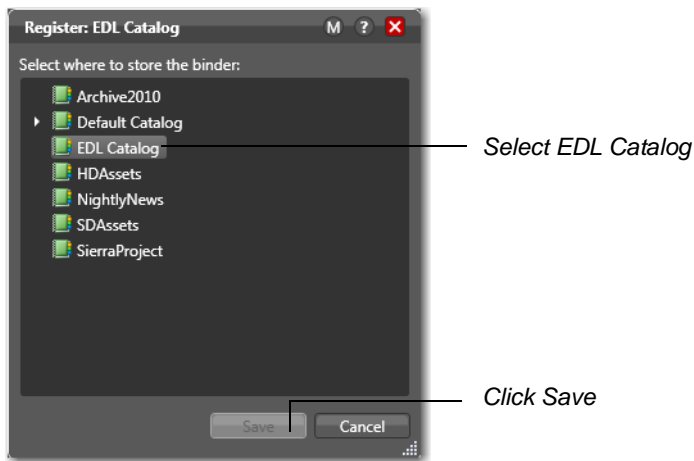 Register: EDL Catalog
M ?
Select where to store the binder:
Archive2010
Default Catalog
EDL Catalog
Select EDL Catalog
HDAssets
NightlyNews
SDAssets
SierraProject
Click Save
Save Cancel